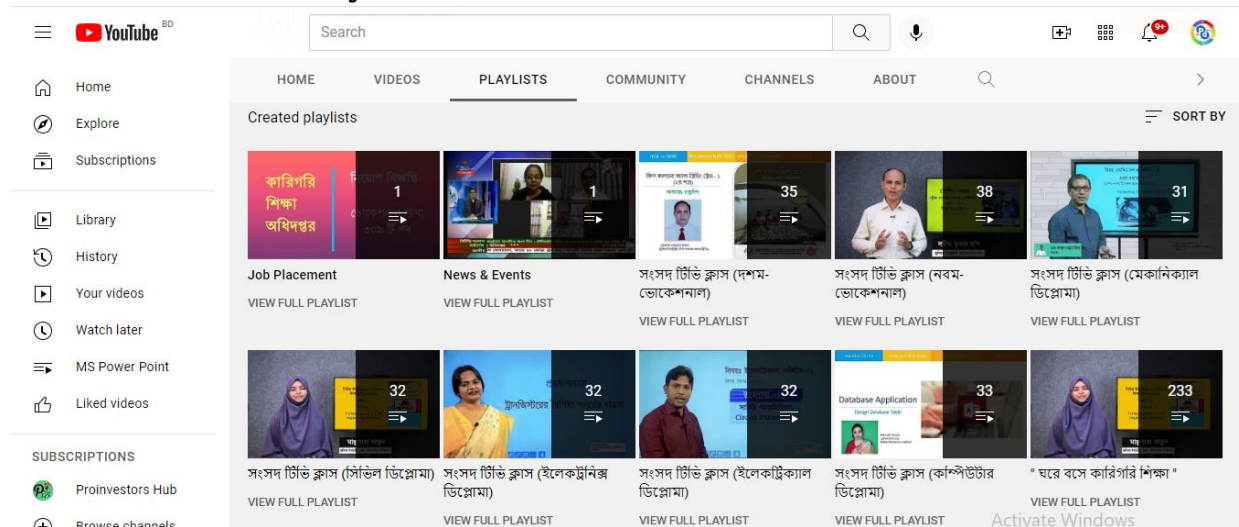 YouTube BD
Search
9+
Home
Explore
Subscriptions
Library
History
Your videos
Watch later
MS Power Point
Liked videos
SUBSCRIPTIONS
Proinvestors Hub
Browse channels
HOME VIDEOS PLAYLISTS COMMUNITY CHANNELS ABOUT
Created playlists
SORT BY
কারিগরি
শিক্ষা
অধিদপ্তর
1
1
35
38
31
Job Placement
VIEW FULL PLAYLIST
News & Events
VIEW FULL PLAYLIST
সংসদ টিভি ক্লাস (দশম-
ভোকেশনাল)
VIEW FULL PLAYLIST
সংসদ টিভি ক্লাস (নবম-
ভোকেশনাল)
VIEW FULL PLAYLIST
সংসদ টিভি ক্লাস (মেকানিক্যাল
ডিপ্লোমা)
VIEW FULL PLAYLIST
32
32
32
Database Application
Design Database Table
33
233
সংসদ টিভি ক্লাস (সিভিল ডিপ্লোমা)
VIEW FULL PLAYLIST
সংসদ টিভি ক্লাস (ইলেকট্রনিক্স
ডিপ্লোমা)
VIEW FULL PLAYLIST
সংসদ টিভি ক্লাস (ইলেকট্রিক্যাল
ডিপ্লোমা)
VIEW FULL PLAYLIST
সংসদ টিভি ক্লাস (কম্পিউটার
ডিপ্লোমা)
VIEW FULL PLAYLIST
" ঘরে বসে কারিগরি শিক্ষা "
VIEW FULL PLAYLIST
Activate Windows